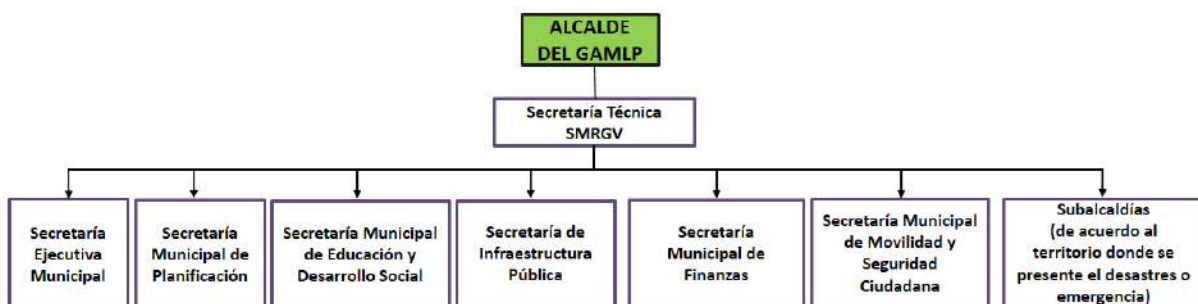 ALCALDE
DEL GAMLP
Secretaría Técnica
SMRGV
Secretaría
Ejecutiva
Municipal
Secretaría
Municipal de
Planificación
Secretaría Municipal
de Educación y
Desarrollo Social
Secretaría de
Infraestructura
Pública
Secretaría
Municipal de
Finanzas
Secretaría Municipal
de Movilidad y
Seguridad
Ciudadana
Subalcaldías
(de acuerdo al
territorio donde se
presente el desastres o
emergencia)